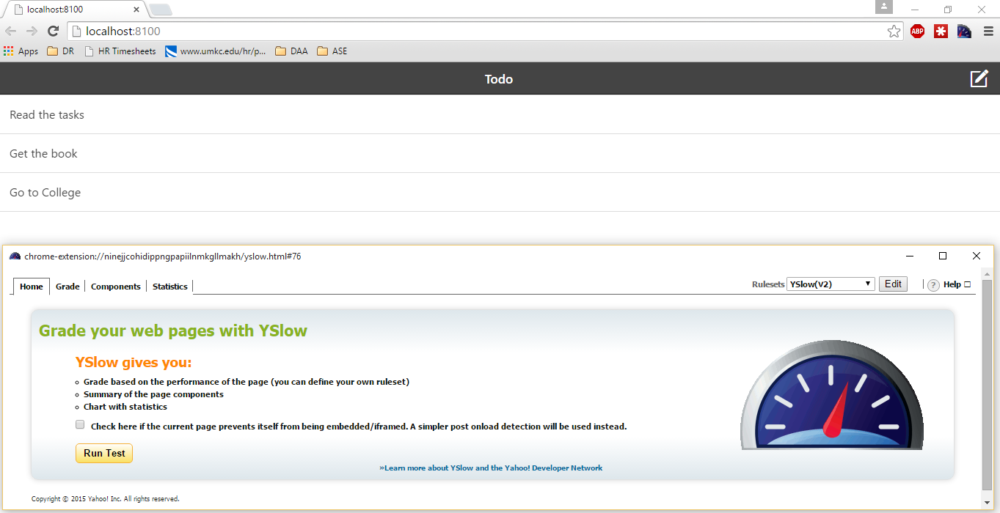 localhost:8100
localhost:8100
ABP
Apps DR HR Timesheets www.umkc.edu/hr/p... DAA ASE
Todo
Read the tasks
Get the book
Go to College
chrome-extension://ninejjcohidippngpapiilnmkgllmakh/yslow.html#76
Home Grade Components Statistics Rulesets YSlow(V2) Edit ? Help
Grade your web pages with YSlow
YSlow gives you:
Grade based on the performance of the page (you can define your own ruleset)
Summary of the page components
Chart with statistics
Check here if the current page prevents itself from being embedded/iframed. A simpler post onload detection will be used instead.
Run Test
»Learn more about YSlow and the Yahoo! Developer Network
Copyright © 2015 Yahoo! Inc. All rights reserved.